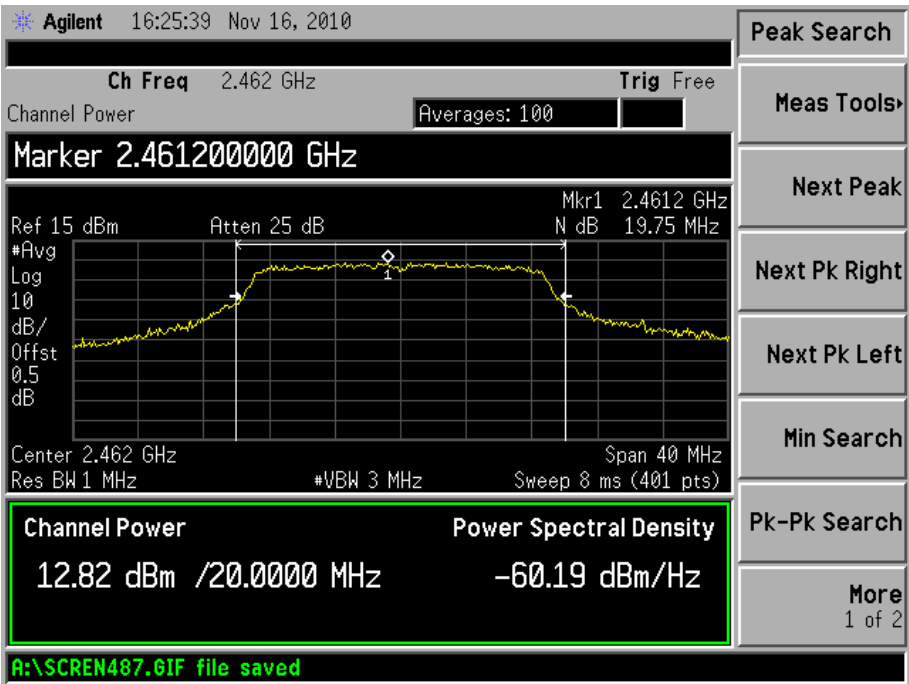 Agilent 16:25:39 Nov 16, 2010
Peak Search
Ch Freq 2.462 GHz Trig Free
Channel Power Averages: 100
Meas Tools
Marker 2.461200000 GHz
Next Peak
Mkr1 2.4612 GHz
Ref 15 dBm Atten 25 dB N dB 19.75 MHz
#Avg
Log
10
dB/
Offst
0.5
dB
1
Next Pk Right
Next Pk Left
Min Search
Center 2.462 GHz Span 40 MHz
Res BW 1 MHz #VBW 3 MHz Sweep 8 ms (401 pts)
Channel Power Power Spectral Density
Pk-Pk Search
12.82 dBm /20.0000 MHz -60.19 dBm/Hz
More
1 of 2
A:\SCREN487.GIF file saved